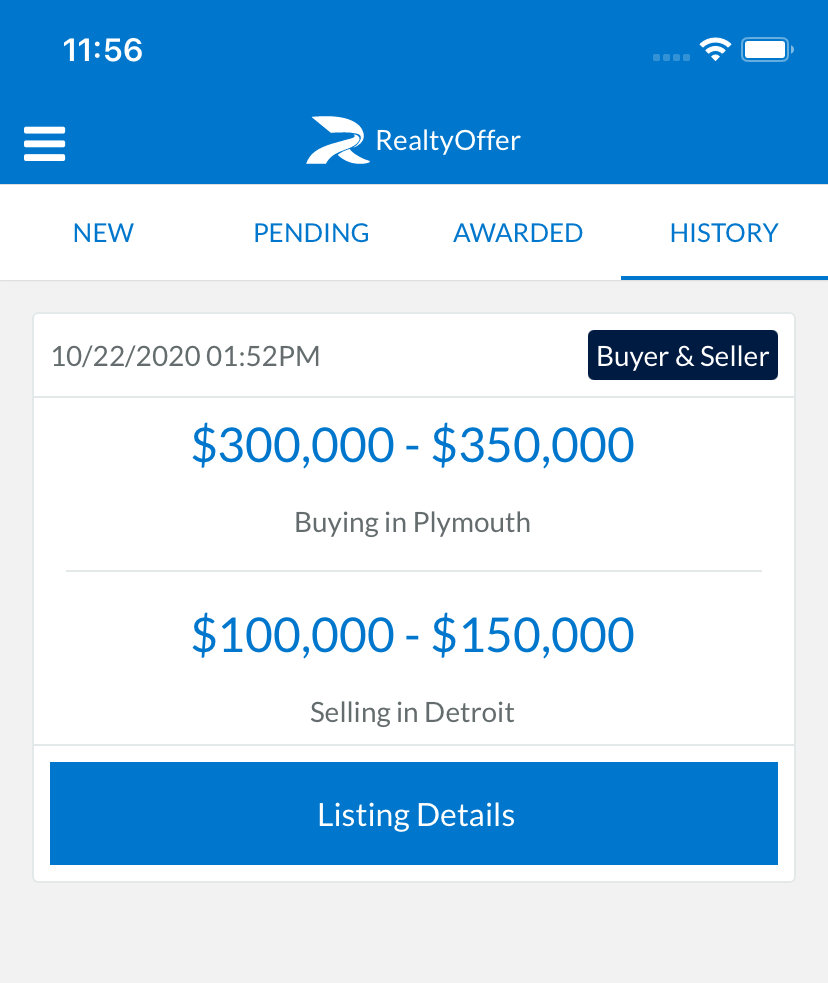 11:56
RealtyOffer
NEW PENDING AWARDED HISTORY
10/22/2020 01:52PM Buyer & Seller
$300,000 - $350,000
Buying in Plymouth
$100,000 - $150,000
Selling in Detroit
Listing Details